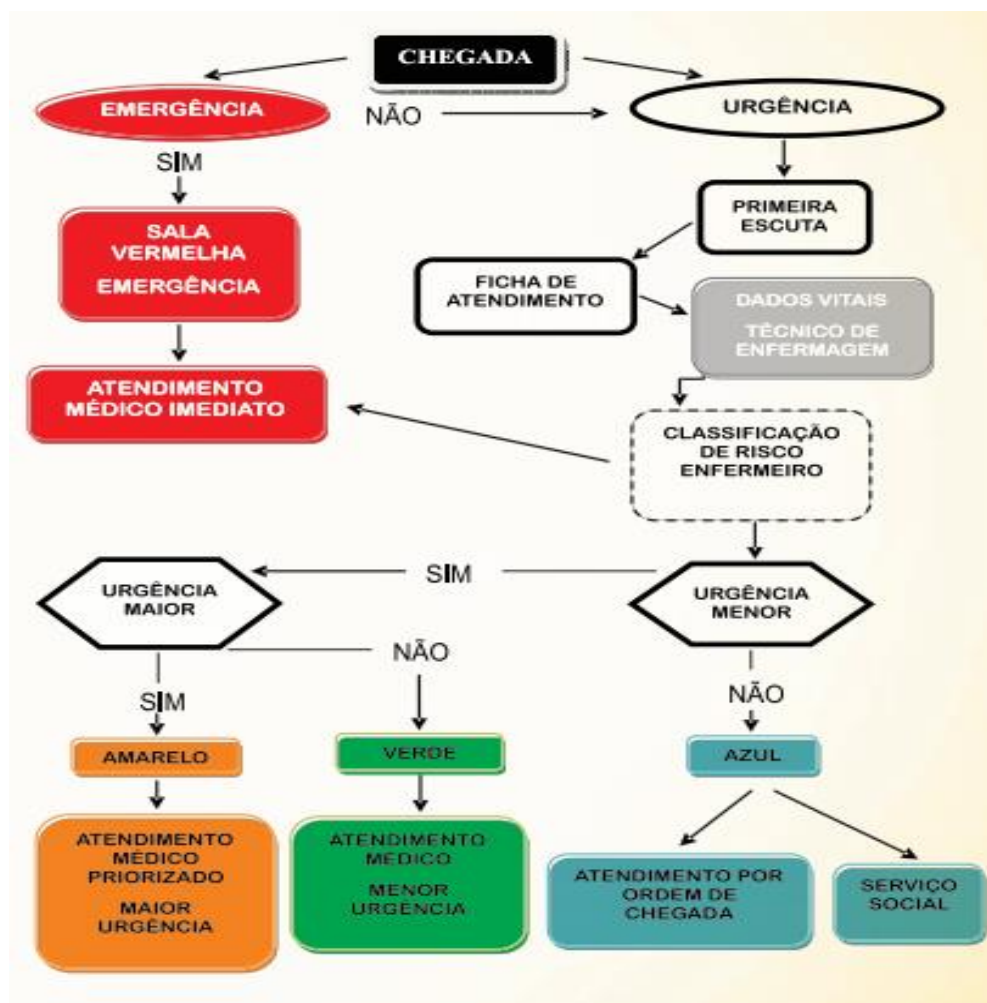 CHEGADA
EMERGÊNCIA
NÃO
URGÊNCIA
SIM
PRIMEIRA
ESCUTA
SALA
VERMELHA
EMERGÊNCIA
FICHA DE
ATENDIMENTO
DADOS VITAIS
TÉCNICO DE
ENFERMAGEM
ATENDIMENTO
MÉDICO IMEDIATO
CLASSIFICAÇÃO
DE RISCO
ENFERMEIRO
URGÊNCIA
MAIOR
SIM
URGÊNCIA
MENOR
NÃO
SIM
NÃO
AMARELO
VERDE
AZUL
ATENDIMENTO
MÉDICO
PRIORIZADO
MAIOR
URGÊNCIA
ATENDIMENTO
MÉDICO
MENOR
URGÊNCIA
ATENDIMENTO POR
ORDEM DE
CHEGADA
SERVIÇO
SOCIAL